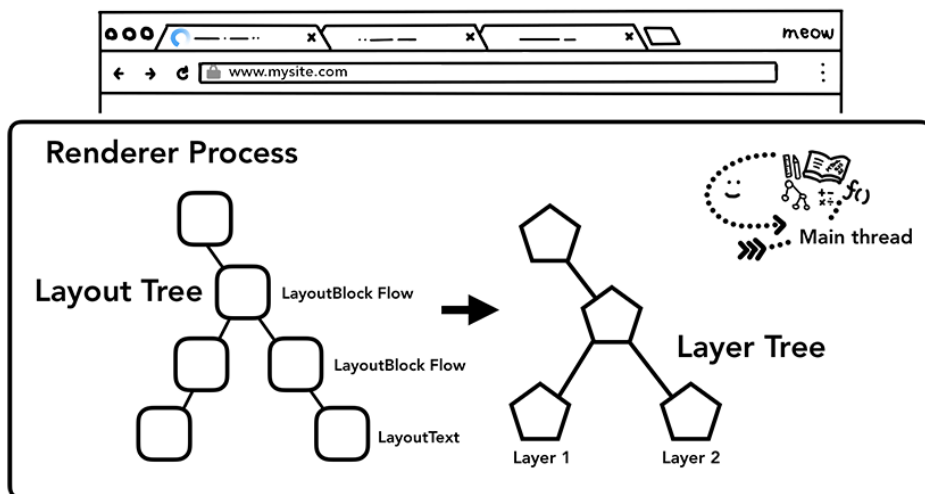 meow
www.mysite.com
Renderer Process
f()
Main thread
Layout Tree
LayoutBlock Flow
LayoutBlock Flow
Layer Tree
LayoutText
Layer 1
Layer 2